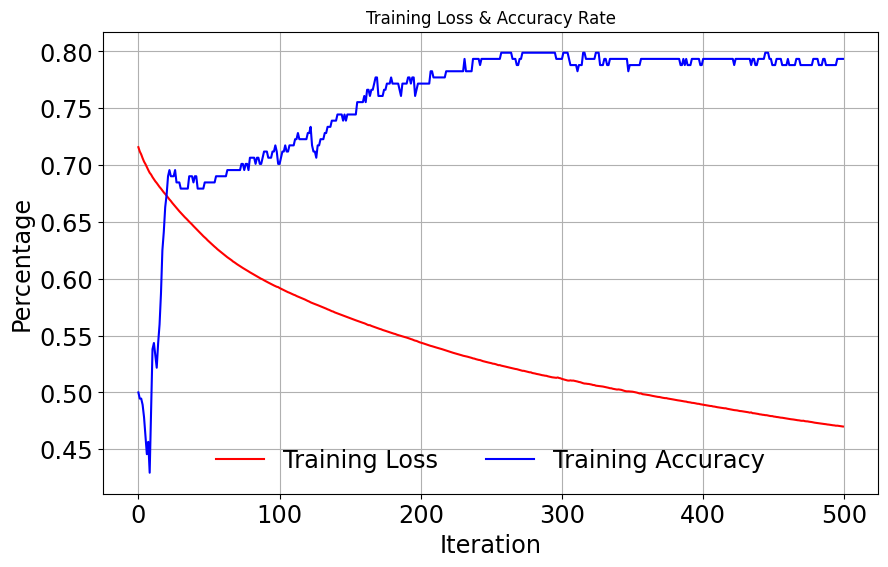 Training Loss & Accuracy Rate
0.80
0.75
0.70
0.65
0.60
0.55
0.50
0.45
Percentage
Training Loss
Training Accuracy
0 100 200 300 400 500
Iteration